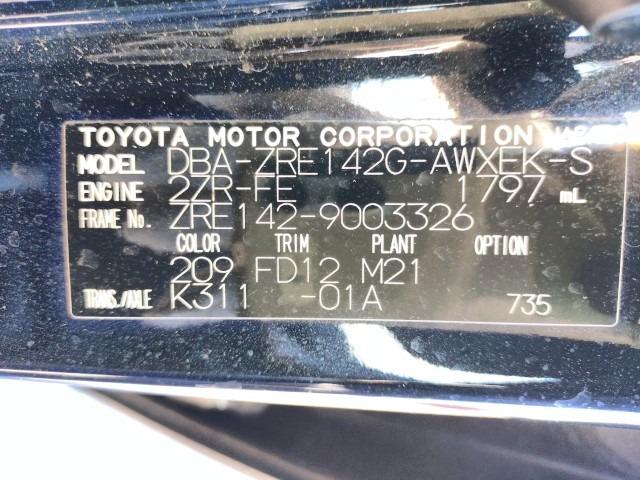 TOYOTA MOTOR CORPORATION
MODEL DBA-ZRE142G-AWXEK-S
ENGINE 2ZR-FE 1797 mL
FRAME No. ZRE142-9003326
COLOR TRIM PLANT OPTION
209 FD12 M21
TRANS./AXLE K311 -01A 735